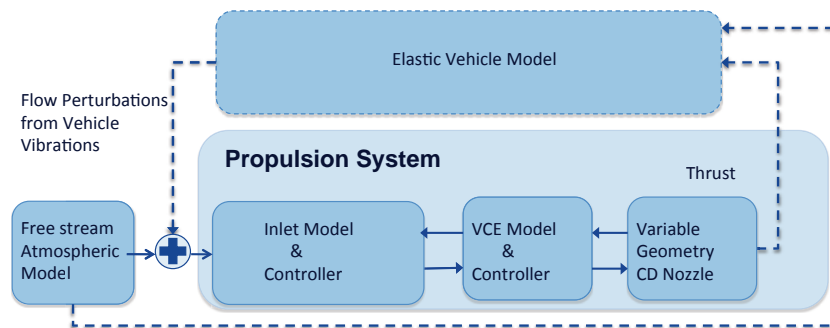 Elastic Vehicle Model
Flow Perturbations
from Vehicle
Vibrations
Propulsion System
Thrust
Free stream
Atmospheric
Model
Inlet Model
&
Controller
VCE Model
&
Controller
Variable
Geometry
CD Nozzle